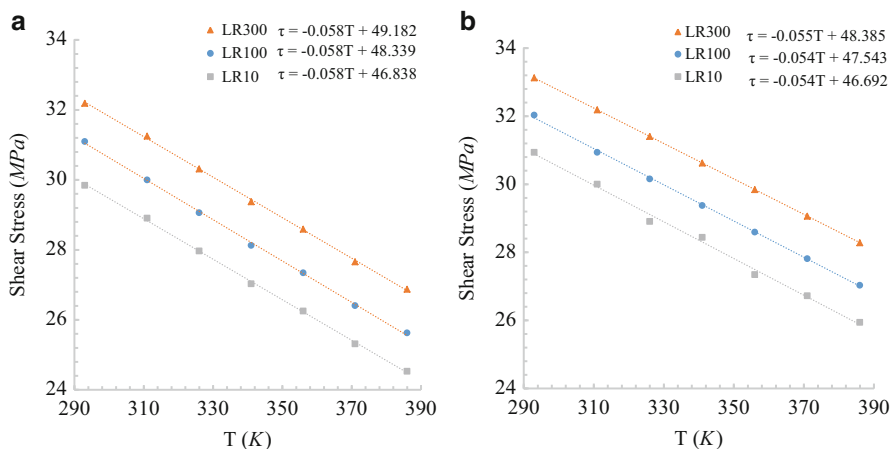 a
LR300 τ = -0.058T + 49.182
LR100 τ = -0.058T + 48.339
LR10 τ = -0.058T + 46.838
34
32
30
28
26
24
Shear Stress (MPa)
290 310 330 350 370 390
T (K)
b
LR300 τ = -0.055T + 48.385
LR100 τ = -0.054T + 47.543
LR10 τ = -0.054T + 46.692
34
32
30
28
26
24
Shear Stress (MPa)
290 310 330 350 370 390
T (K)